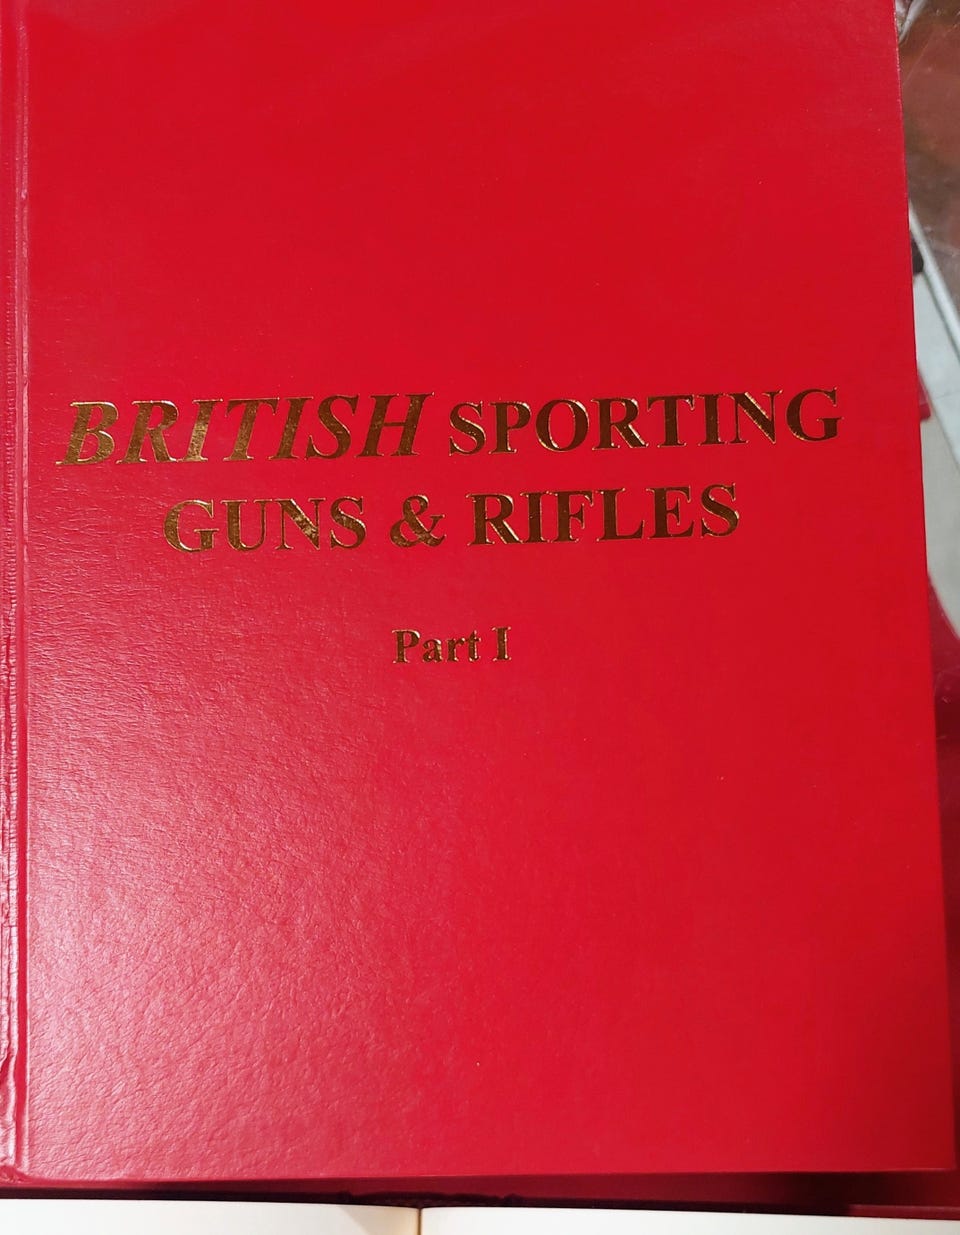 BRITISH SPORTING
GUNS & RIFLES
Part I